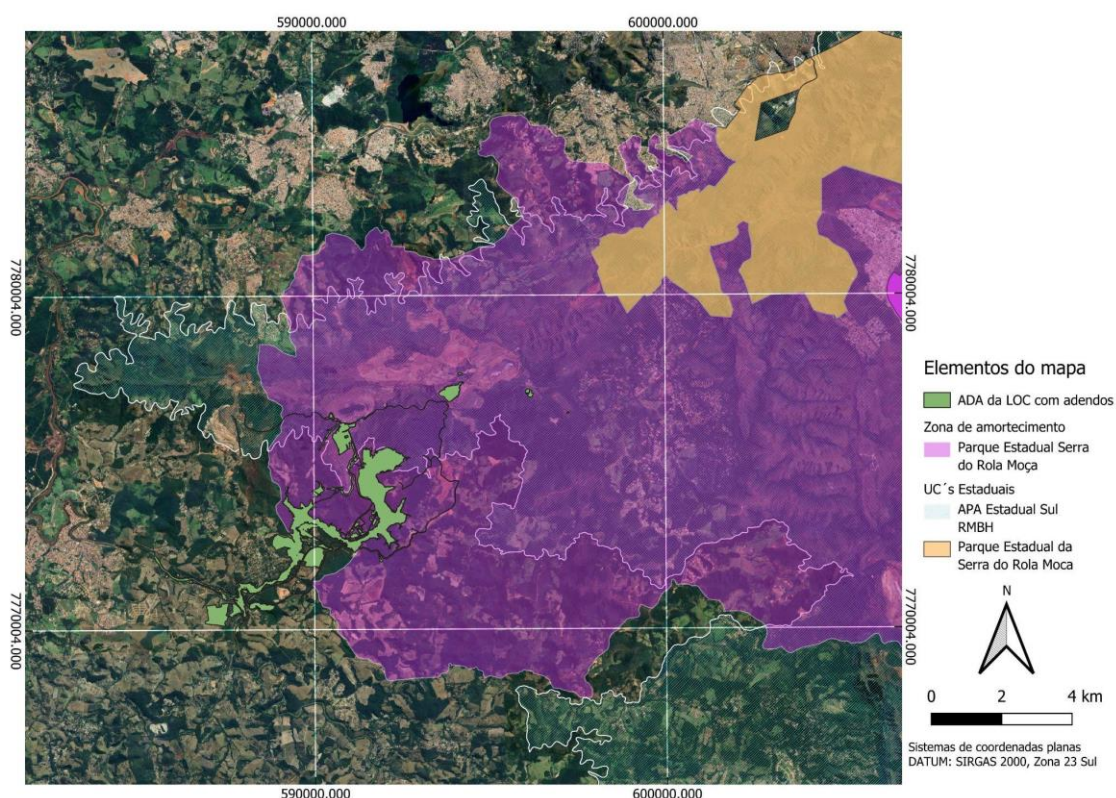 590000.000
600000.000
7780004.000
7780004.000
Elementos do mapa
ADA da LOC com adendos
Zona de amortecimento
Parque Estadual Serra
do Rola Moça
UC´s Estaduais
APA Estadual Sul
RMBH
Parque Estadual da
Serra do Rola Moca
N
7770004.000
7770004.000
0 2 4 km
Sistemas de coordenadas planas
DATUM: SIRGAS 2000, Zona 23 Sul
590000.000
600000.000